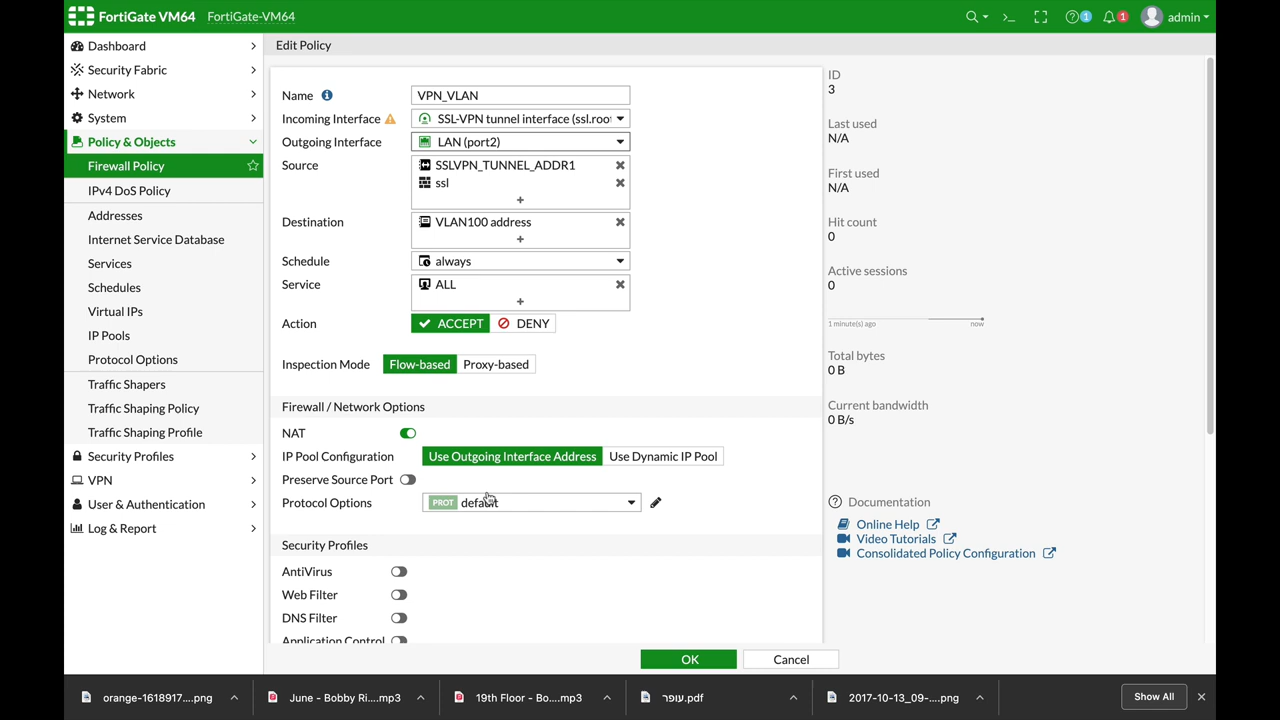 FortiGate VM64
FortiGate-VM64
1
1
admin
Dashboard
Security Fabric
Network
System
Policy & Objects
Firewall Policy
IPv4 DoS Policy
Addresses
Internet Service Database
Services
Schedules
Virtual IPs
IP Pools
Protocol Options
Traffic Shapers
Traffic Shaping Policy
Traffic Shaping Profile
Security Profiles
VPN
User & Authentication
Log & Report
Edit Policy
Name
VPN_VLAN
Incoming Interface
SSL-VPN tunnel interface (ssl.root
Outgoing Interface
LAN (port2)
Source
SSLVPN_TUNNEL_ADDR1
ssl
Destination
VLAN100 address
Schedule
always
Service
ALL
Action
ACCEPT
DENY
Inspection Mode
Flow-based
Proxy-based
Firewall / Network Options
NAT
IP Pool Configuration
Use Outgoing Interface Address
Use Dynamic IP Pool
Preserve Source Port
Protocol Options
PROT
default
Security Profiles
AntiVirus
Web Filter
DNS Filter
Application Control
OK
Cancel
ID
3
Last used
N/A
First used
N/A
Hit count
0
Active sessions
0
1 minute(s) ago
now
Total bytes
0 B
Current bandwidth
0 B/s
Documentation
Online Help
Video Tutorials
Consolidated Policy Configuration
orange-1618917....png
June - Bobby Ri....mp3
19th Floor - Bo....mp3
עופר.pdf
2017-10-13_09-....png
Show All